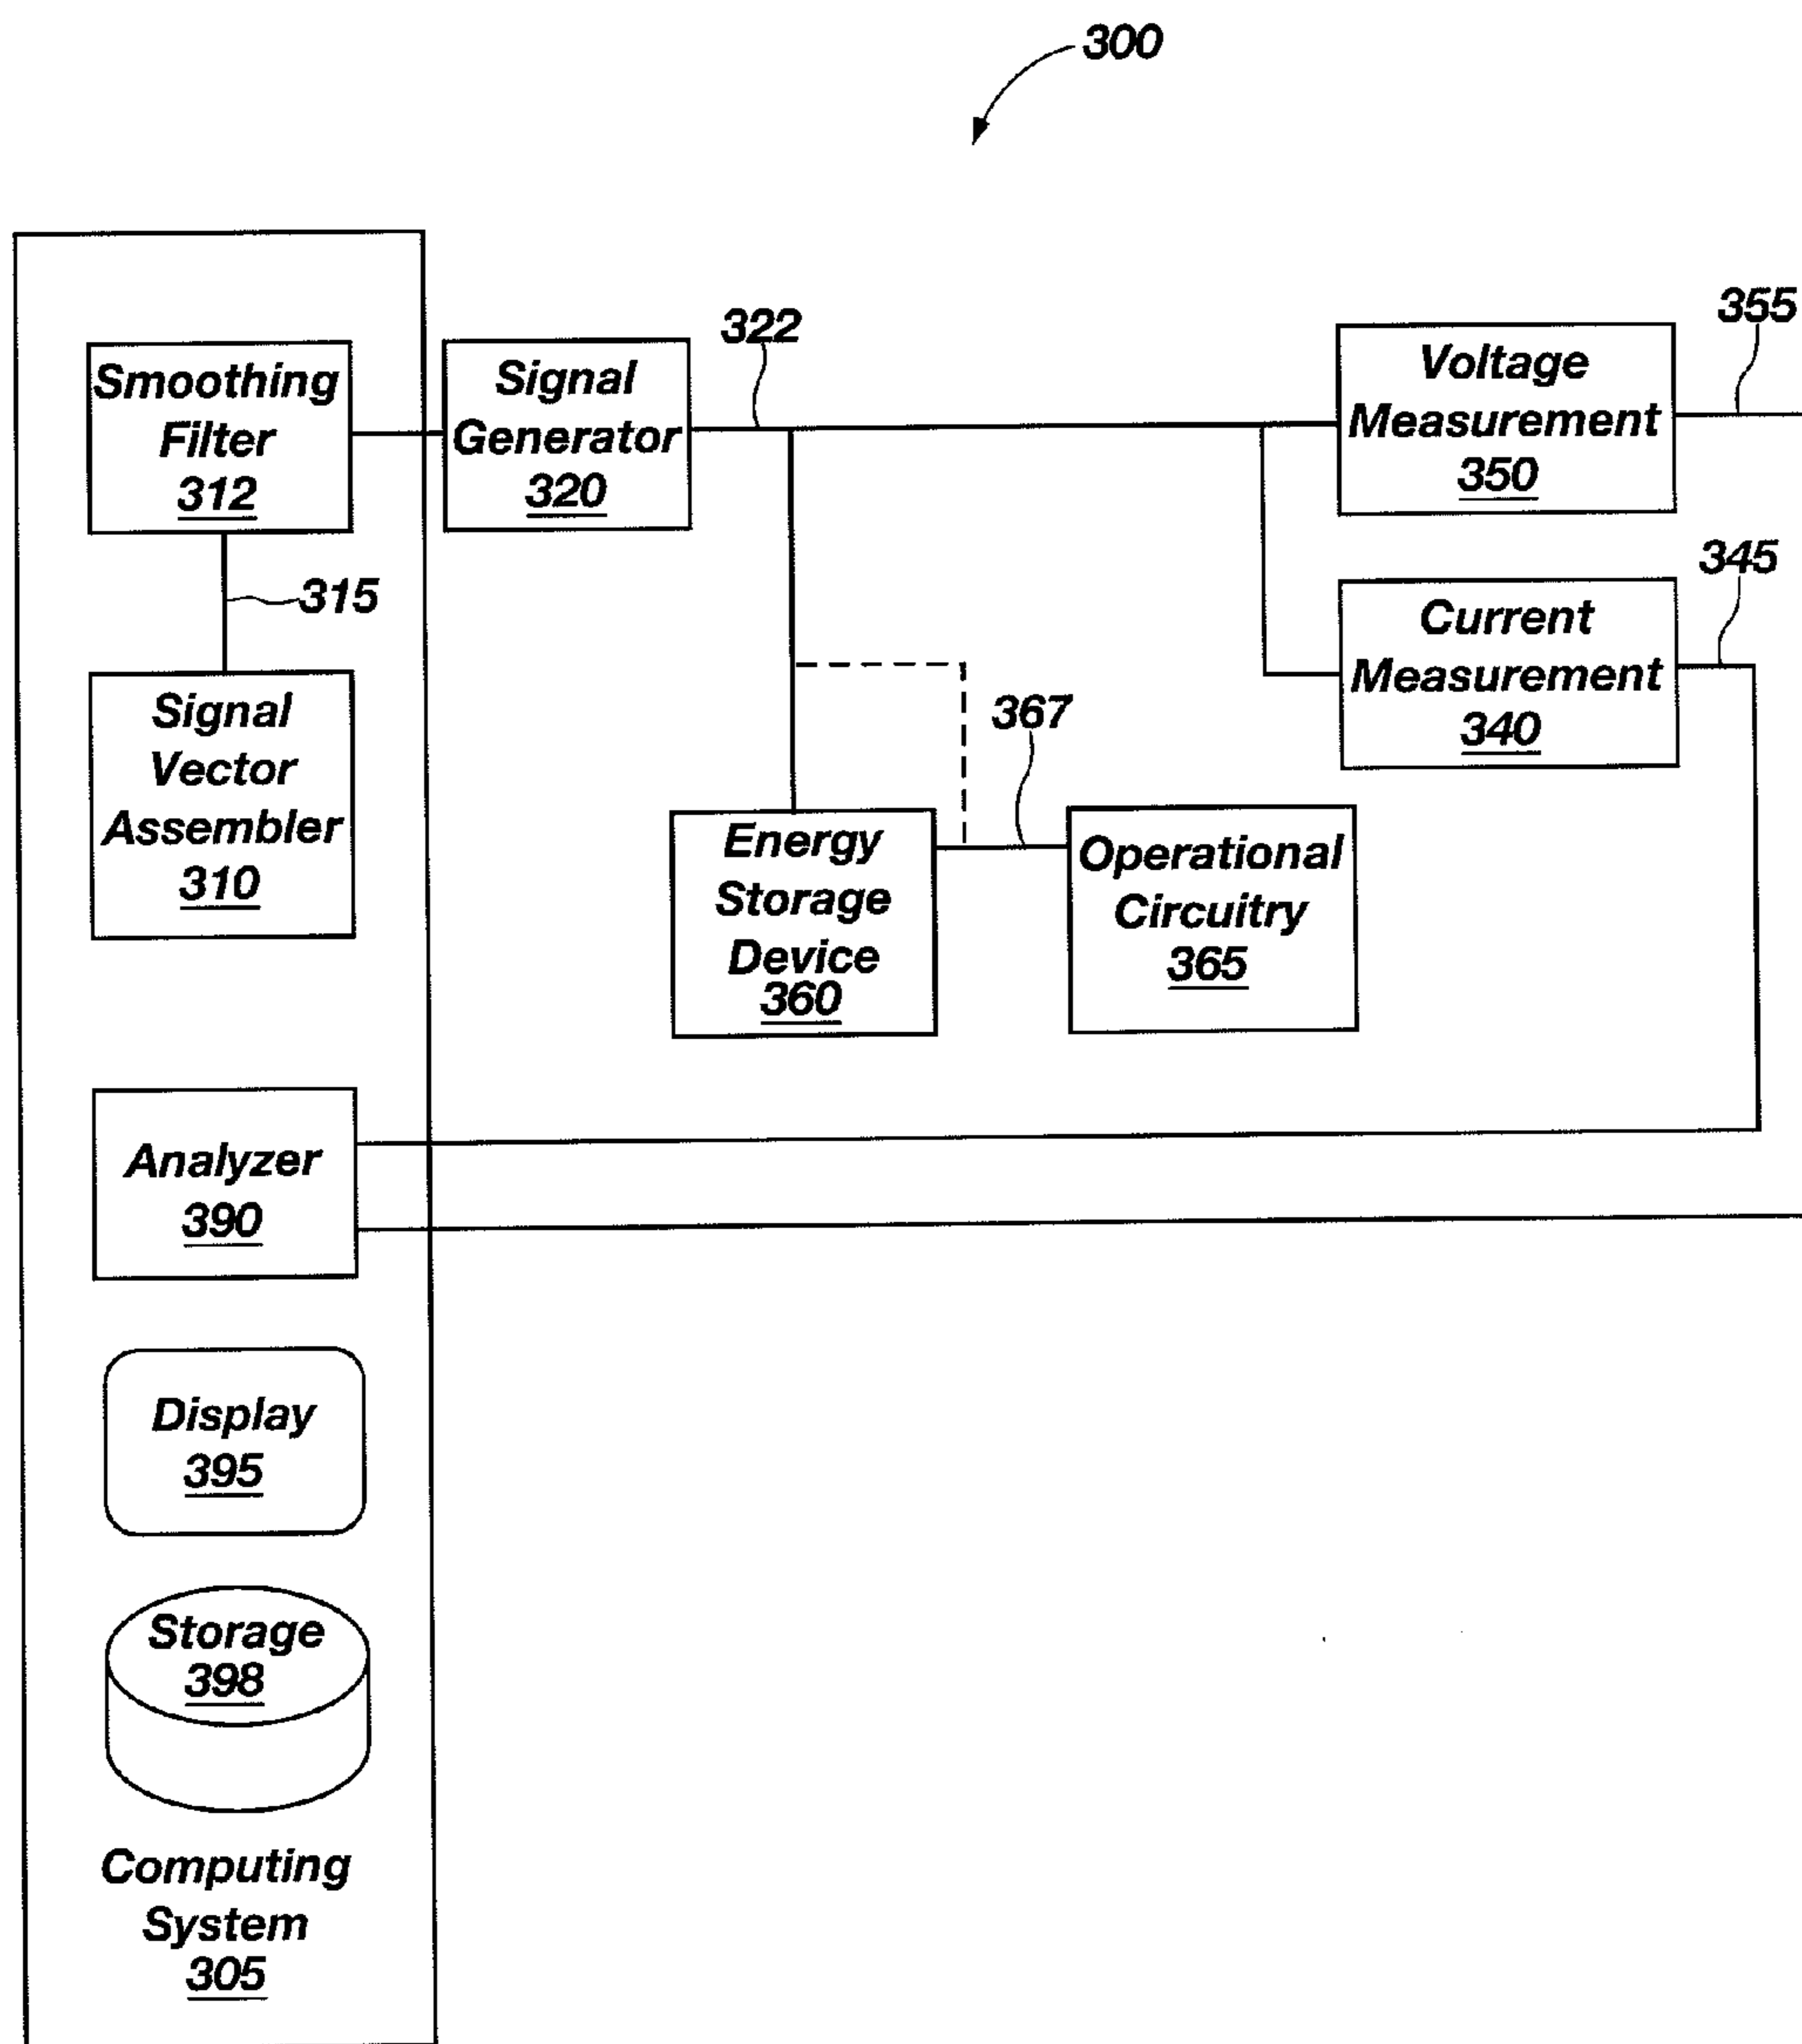 300
Smoothing
Filter
312
315
Signal
Vector
Assembler
310
Signal
Generator
320
322
Voltage
Measurement
350
355
Current
Measurement
340
345
Energy
Storage
Device
360
367
Operational
Circuitry
365
Analyzer
390
Display
395
Storage
398
Computing
System
305